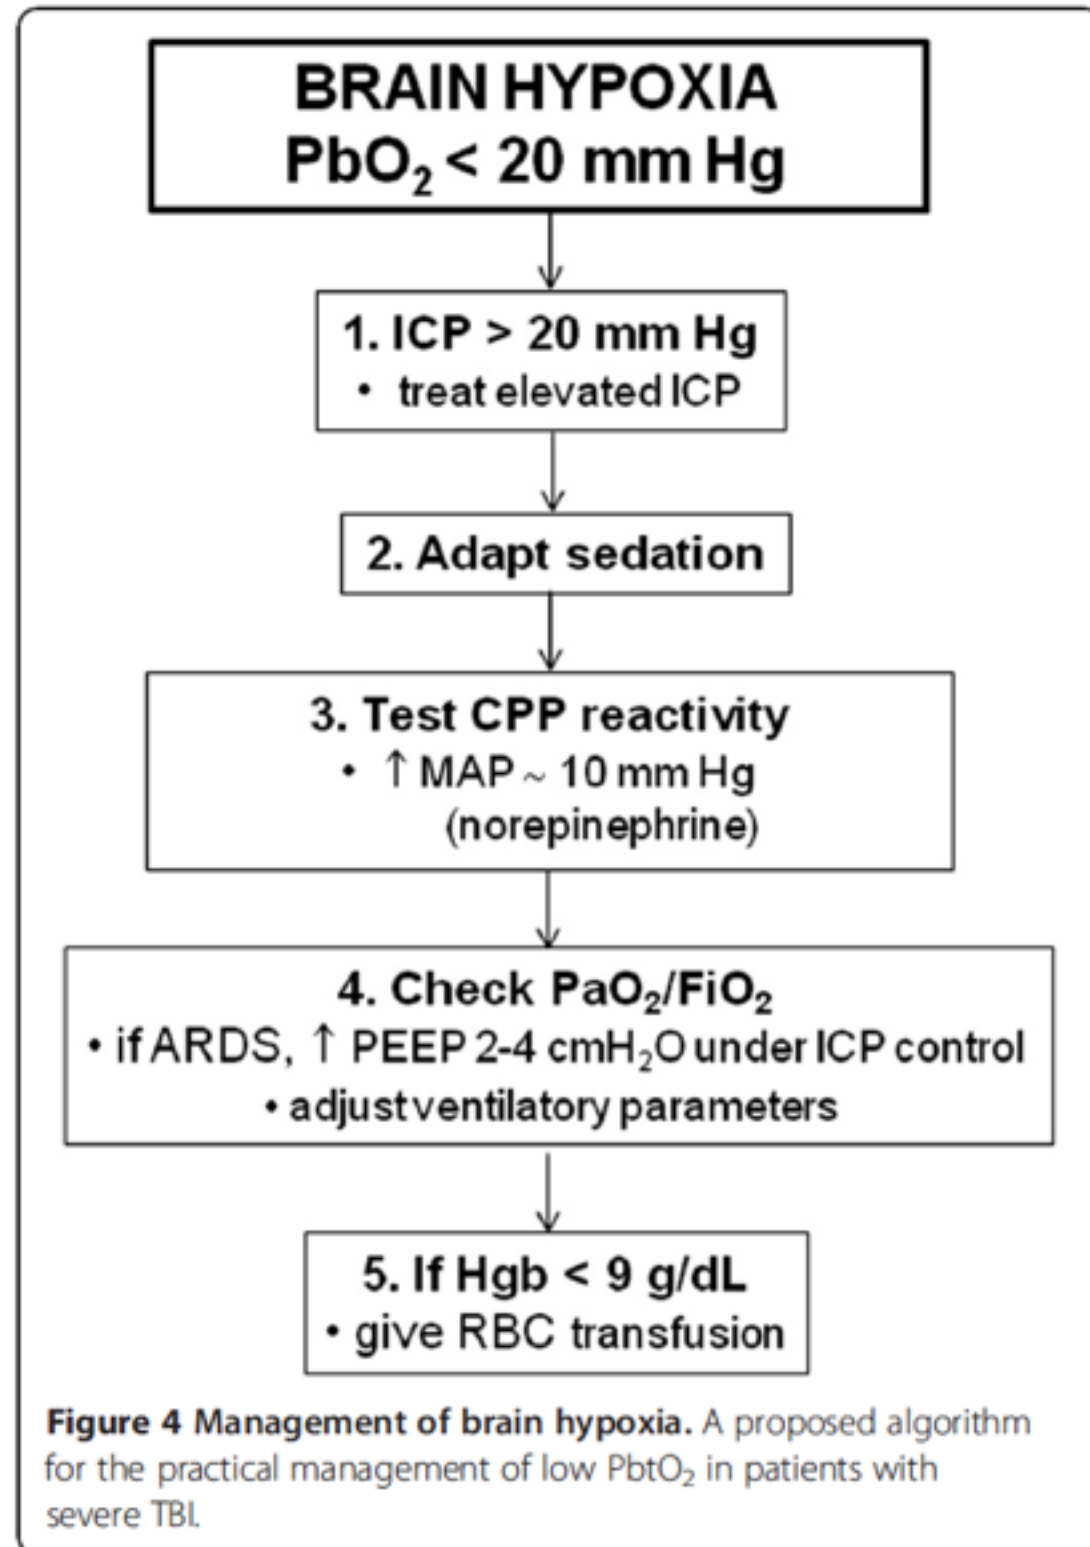 BRAIN HYPOXIA
PbO₂ < 20 mm Hg
1. ICP > 20 mm Hg
• treat elevated ICP
2. Adapt sedation
3. Test CPP reactivity
• ↑ MAP ~ 10 mm Hg
(norepinephrine)
4. Check PaO₂/FiO₂
• if ARDS, ↑ PEEP 2-4 cmH₂O under ICP control
• adjust ventilatory parameters
5. If Hgb < 9 g/dL
• give RBC transfusion
Figure 4 Management of brain hypoxia. A proposed algorithm
for the practical management of low PbtO₂ in patients with
severe TBI.